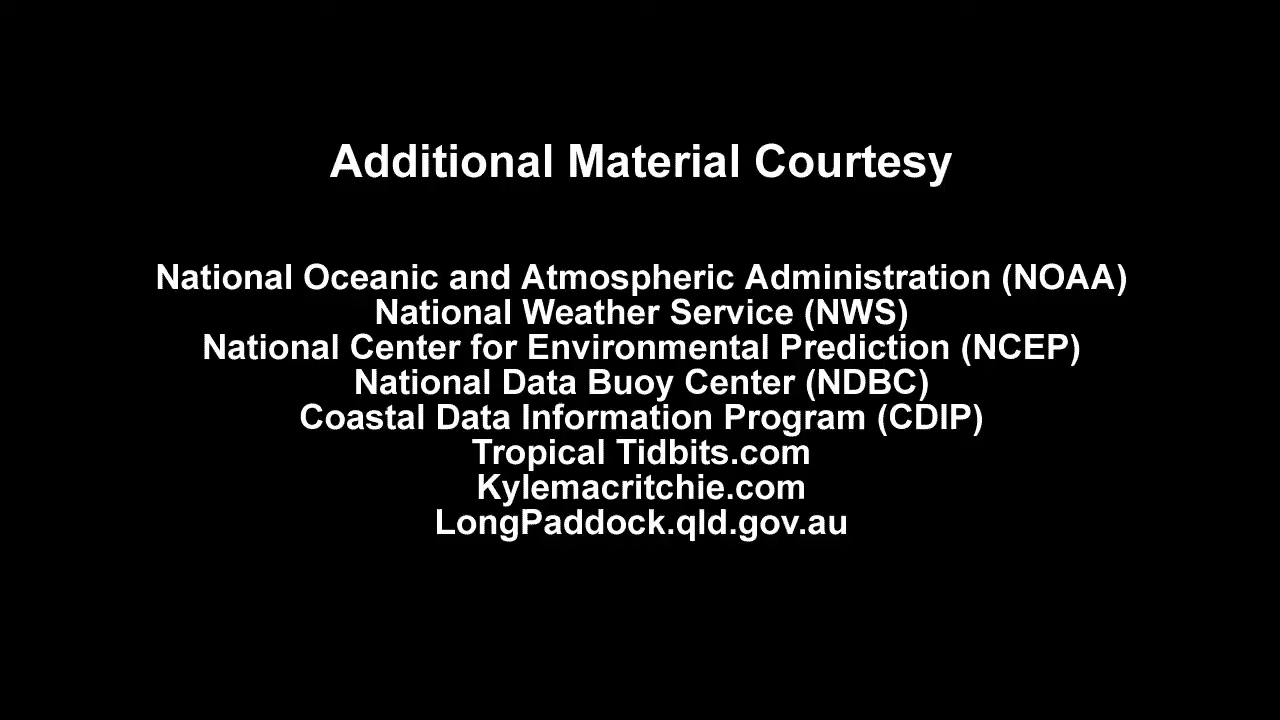 Additional Material Courtesy
National Oceanic and Atmospheric Administration (NOAA)
National Weather Service (NWS)
National Center for Environmental Prediction (NCEP)
National Data Buoy Center (NDBC)
Coastal Data Information Program (CDIP)
Tropical Tidbits.com
Kylemacritchie.com
LongPaddock.qld.gov.au